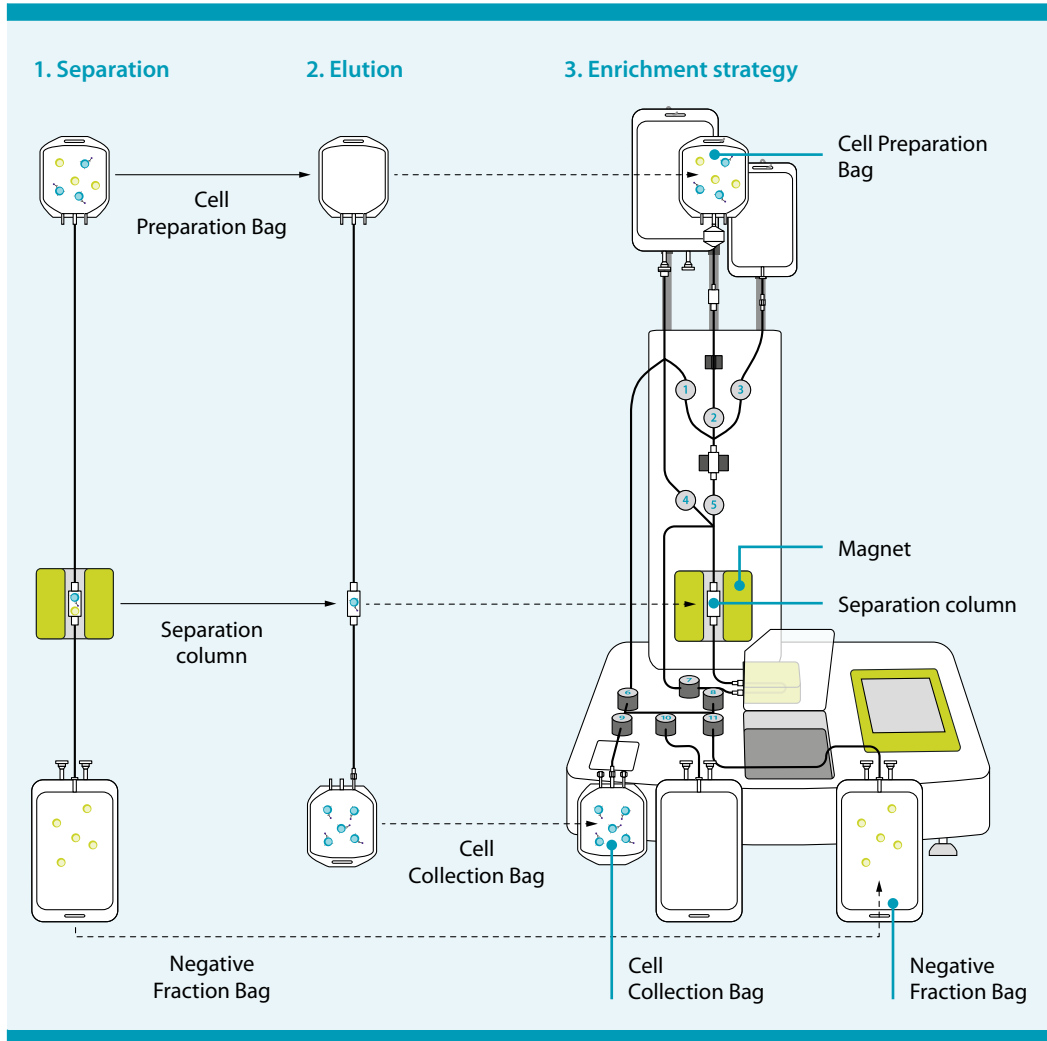 1. Separation
2. Elution
3. Enrichment strategy
Cell Preparation
Bag
Cell
Preparation Bag
1
3
2
4
5
Magnet
Separation column
Separation
column
7
6
8
9
10
11
Cell
Collection Bag
Negative
Fraction Bag
Cell
Collection Bag
Negative
Fraction Bag